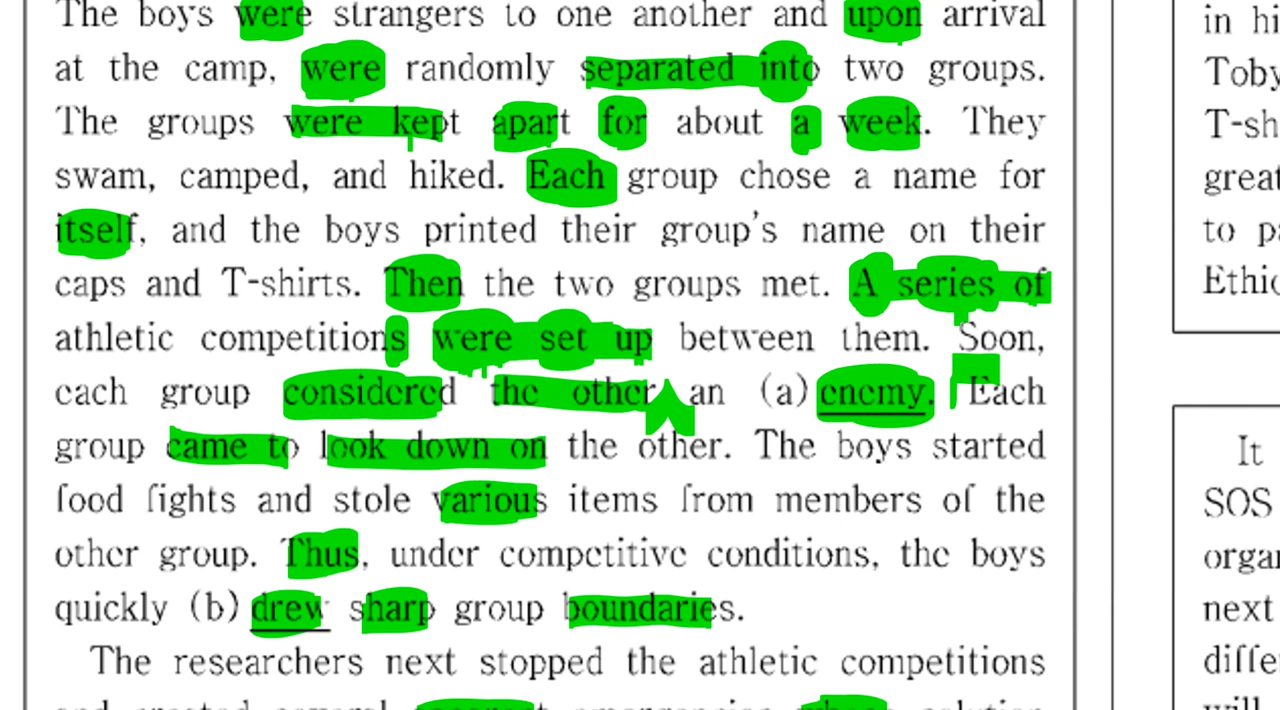 The boys were strangers to one another and upon arrival
at the camp, were randomly separated into two groups.
The groups were kept apart for about a week. They
swam, camped, and hiked. Each group chose a name for
itself, and the boys printed their group's name on their
caps and T-shirts. Then the two groups met. A series of
athletic competitions were set up between them. Soon,
each group considered the other an (a) enemy. Each
group came to look down on the other. The boys started
food fights and stole various items from members of the
other group. Thus, under competitive conditions, the boys
quickly (b) drew sharp group boundaries.
The researchers next stopped the athletic competitions
in hi
Toby
T-sh
great
to pa
Ethic
It
SOS
organ
next
diffe